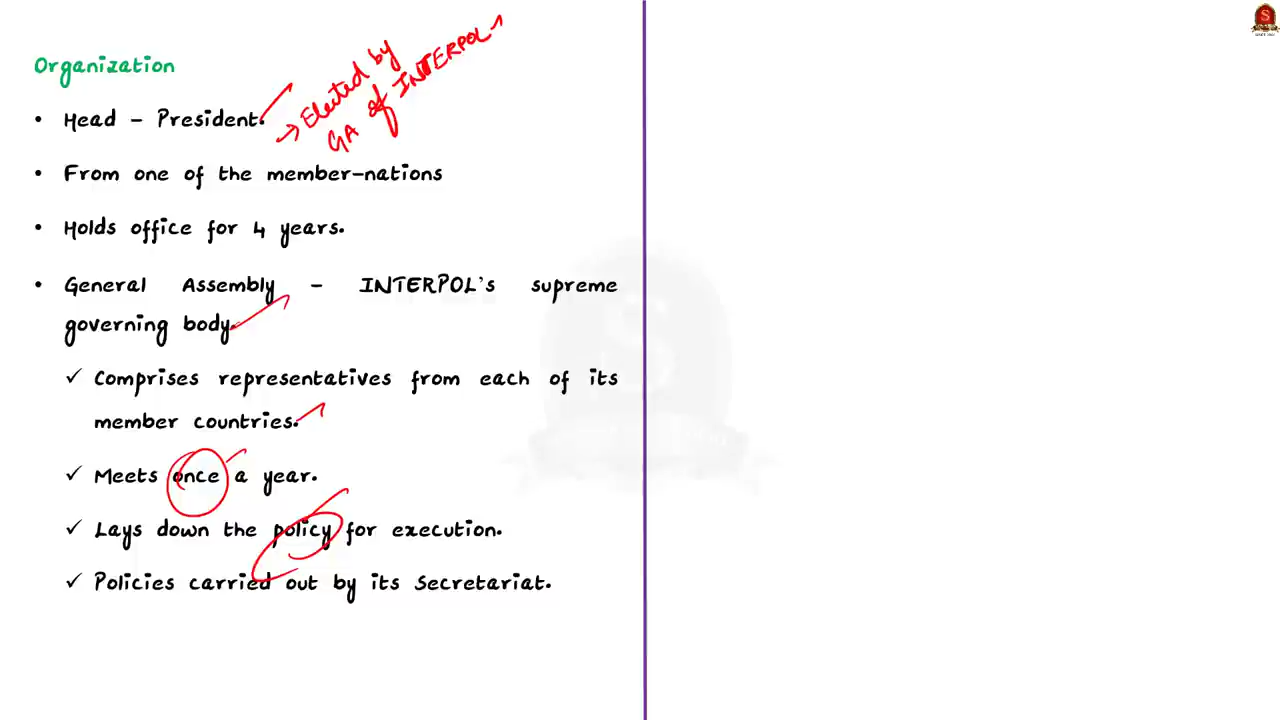 Organization
• Head – President.
→ Elected by
GA of INTERPOL
• From one of the member-nations
• Holds office for 4 years.
• General Assembly – INTERPOL's supreme
governing body.
✓ Comprises representatives from each of its
member countries.
✓ Meets once a year.
✓ Lays down the policy for execution.
✓ Policies carried out by its Secretariat.